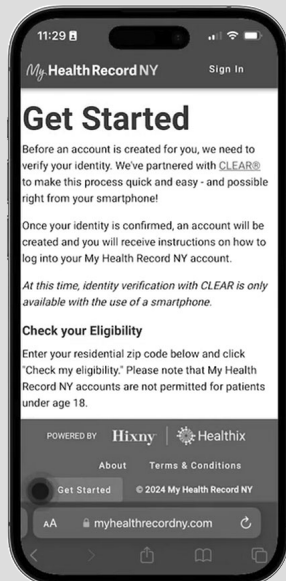 11:29
My Health Record NY Sign In
Get Started
Before an account is created for you, we need to
verify your identity. We've partnered with CLEAR®
to make this process quick and easy - and possible
right from your smartphone!
Once your identity is confirmed, an account will be
created and you will receive instructions on how to
log into your My Health Record NY account.
At this time, identity verification with CLEAR is only
available with the use of a smartphone.
Check your Eligibility
Enter your residential zip code below and click
"Check my eligibility." Please note that My Health
Record NY accounts are not permitted for patients
under age 18.
POWERED BY Hixny Healthix
About Terms & Conditions
Get Started © 2024 My Health Record NY
AA myhealthrecordny.com